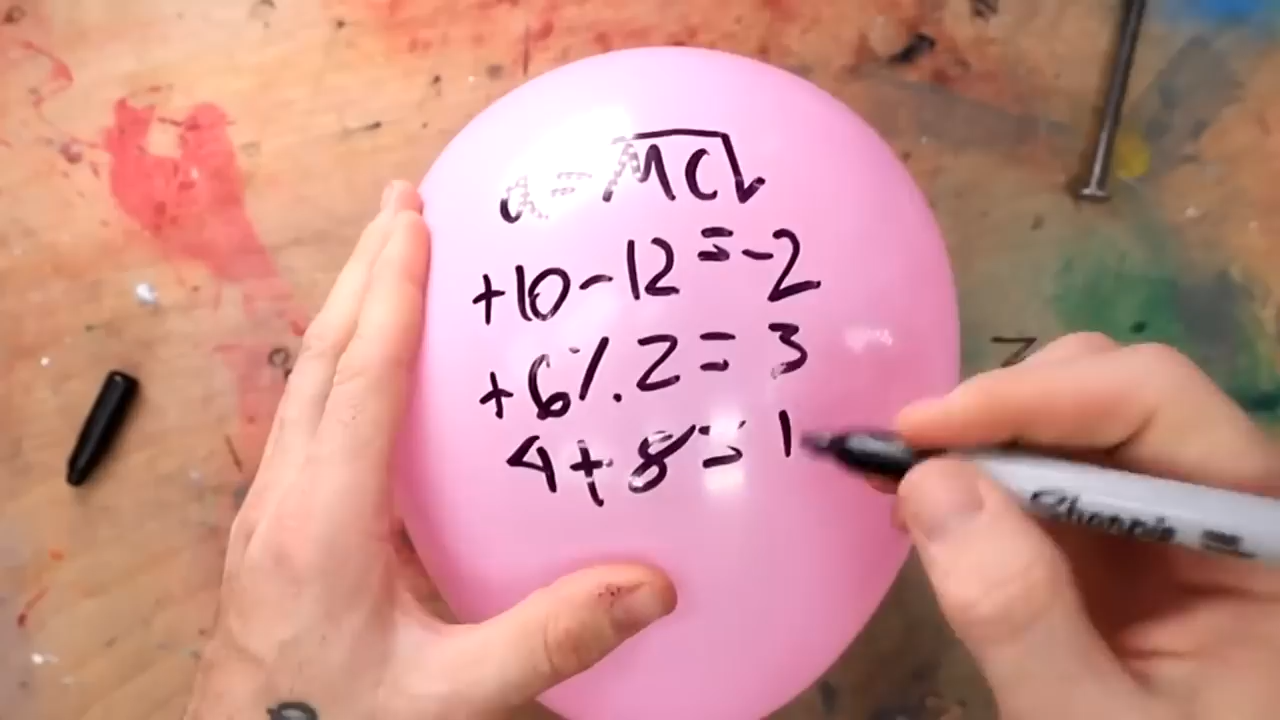 a = MC
+10 - 12 = -2
+6 /. 2 = 3
4 + 8 = 1
Sharpie